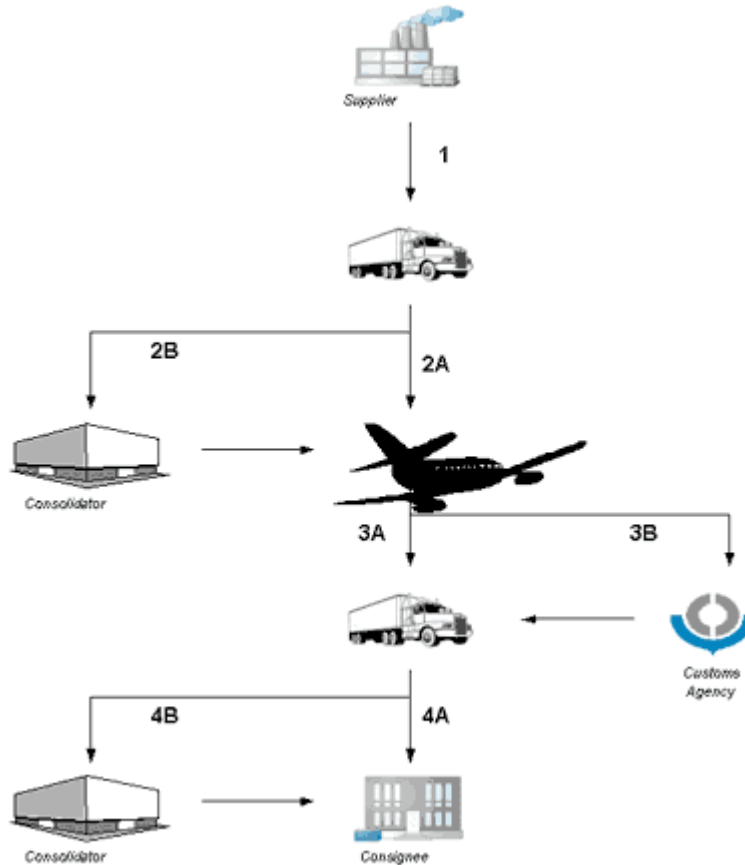 Supplier
1
2B
2A
Consolidator
3A
3B
Customs
Agency
4B
4A
Consolidator
Consignee